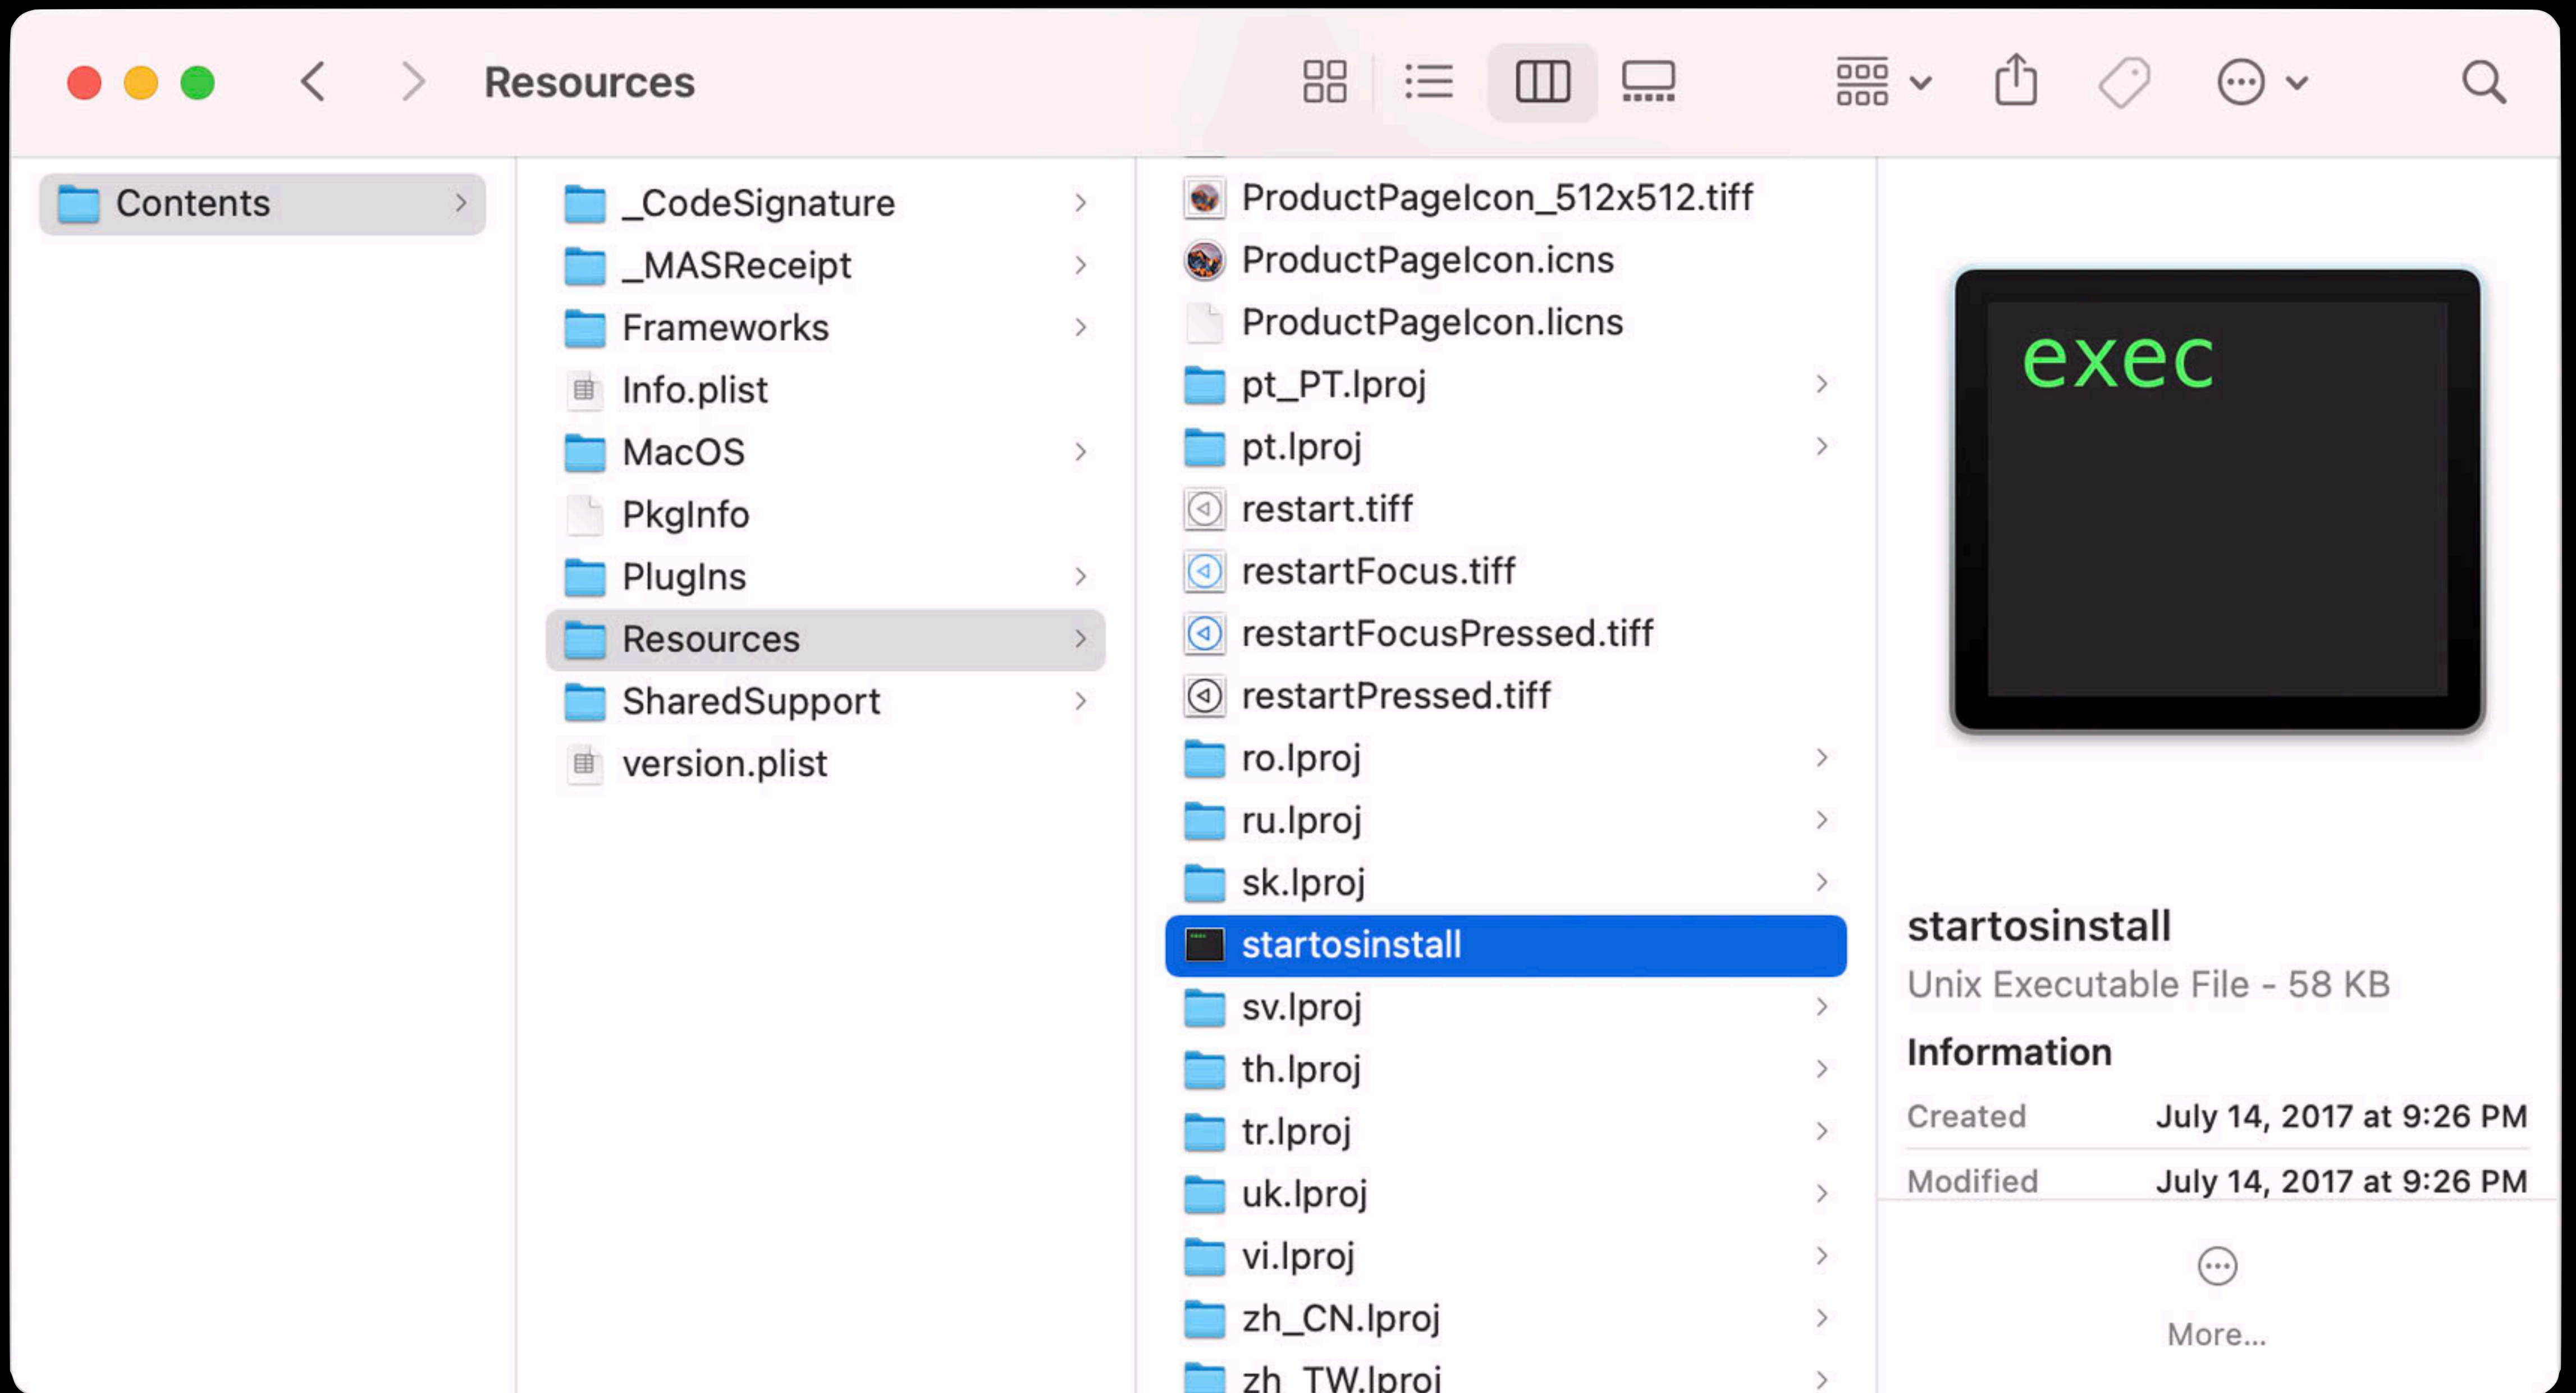 Resources
Contents
_CodeSignature
_MASReceipt
Frameworks
Info.plist
MacOS
PkgInfo
PlugIns
Resources
SharedSupport
version.plist
ProductPageIcon_512x512.tiff
ProductPageIcon.icns
ProductPageIcon.licns
pt_PT.lproj
pt.lproj
restart.tiff
restartFocus.tiff
restartFocusPressed.tiff
restartPressed.tiff
ro.lproj
ru.lproj
sk.lproj
startosinstall
sv.lproj
th.lproj
tr.lproj
uk.lproj
vi.lproj
zh_CN.lproj
zh_TW.lproj
exec
startosinstall
Unix Executable File - 58 KB
Information
Created July 14, 2017 at 9:26 PM
Modified July 14, 2017 at 9:26 PM
More...